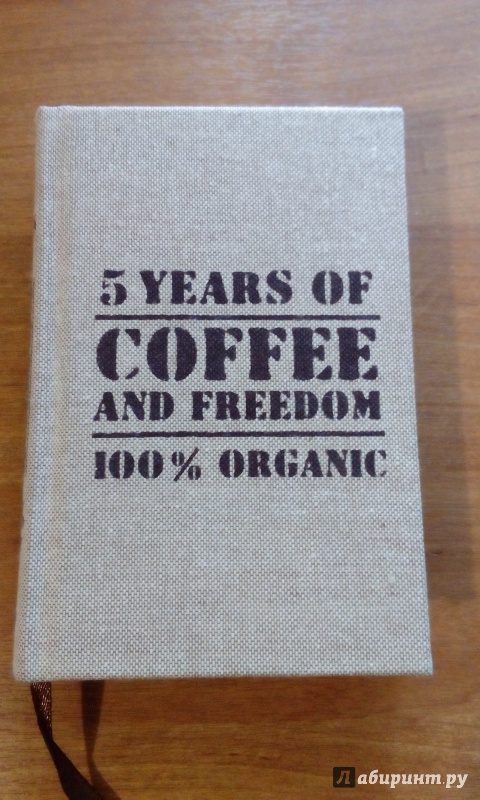 5 YEARS OF
COFFEE
AND FREEDOM
100% ORGANIC
Лабиринт.ру